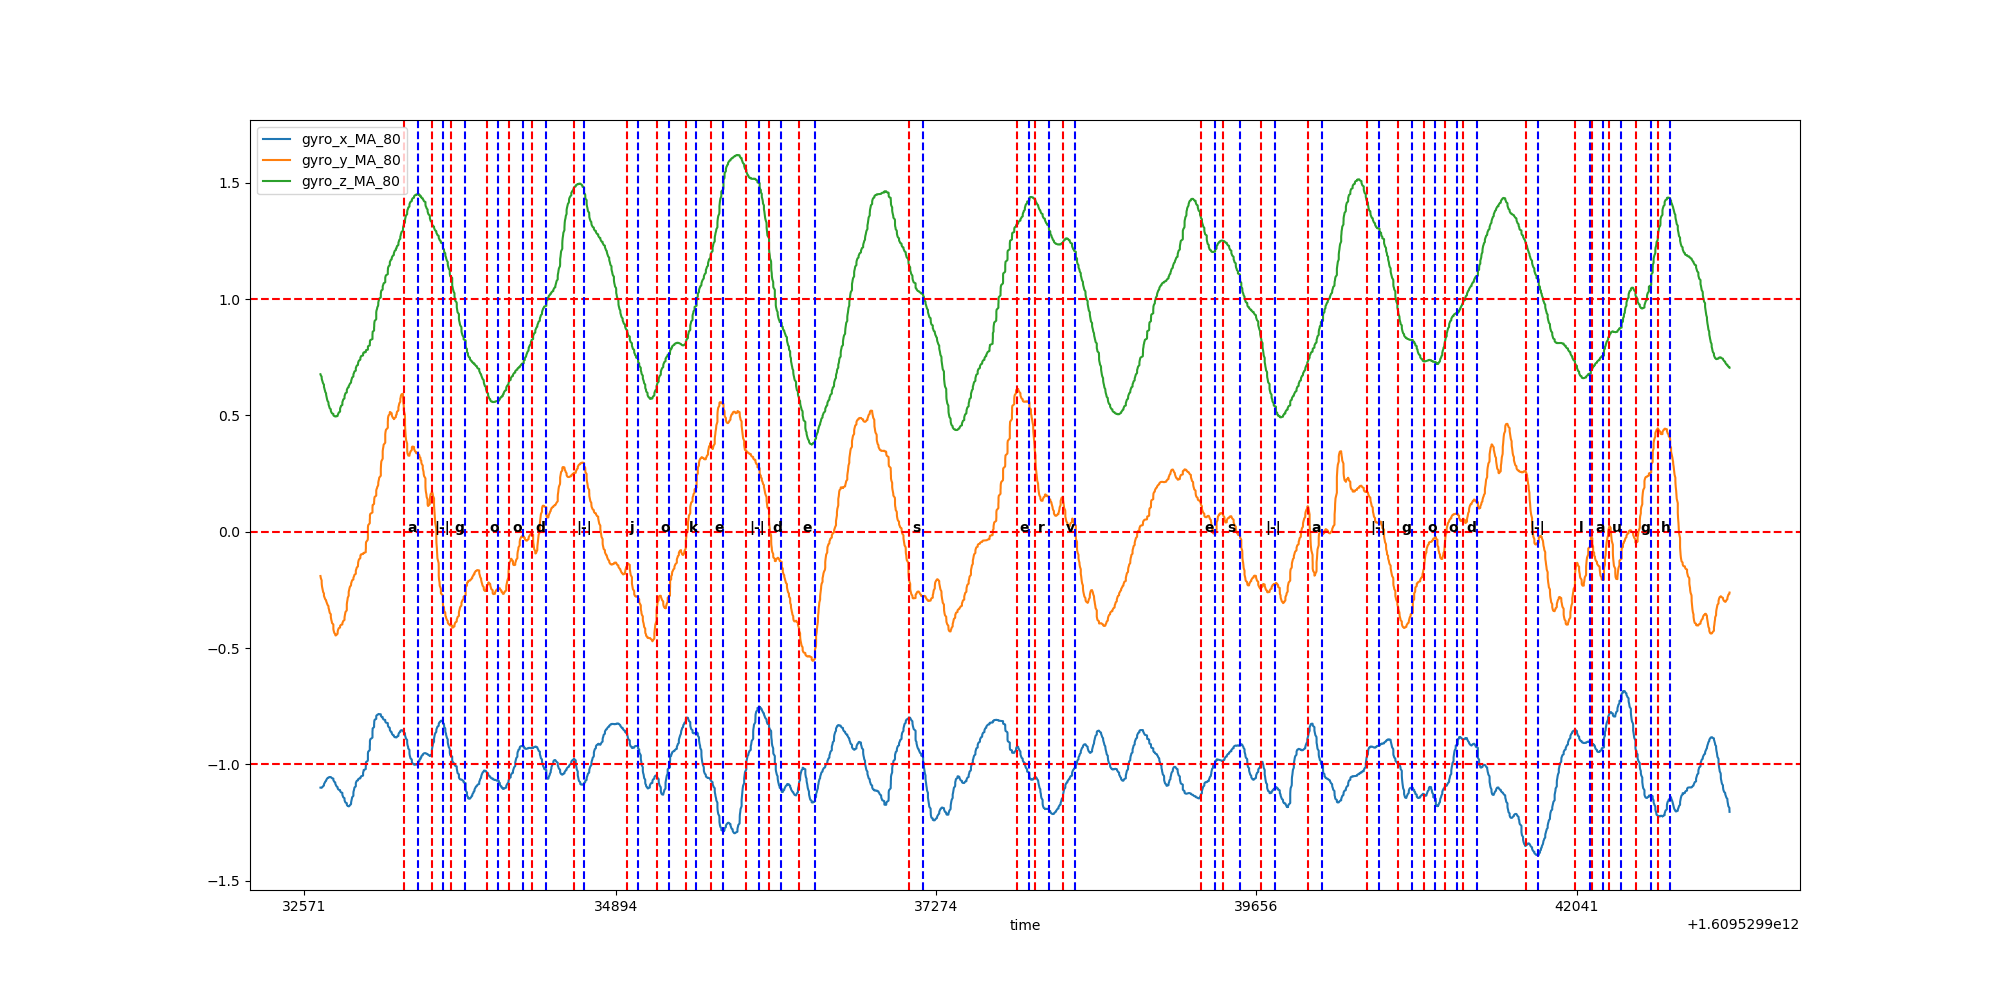 gyro_x_MA_80
gyro_y_MA_80
gyro_z_MA_80
1.5
1.0
0.5
0.0
−0.5
−1.0
−1.5
a |-| g o o d |-| j o k e |-| d e s e r v e s |-| a |-| g o o d |-| l a u g h
32571 34894 37274 39656 42041
time
+1.6095299e12